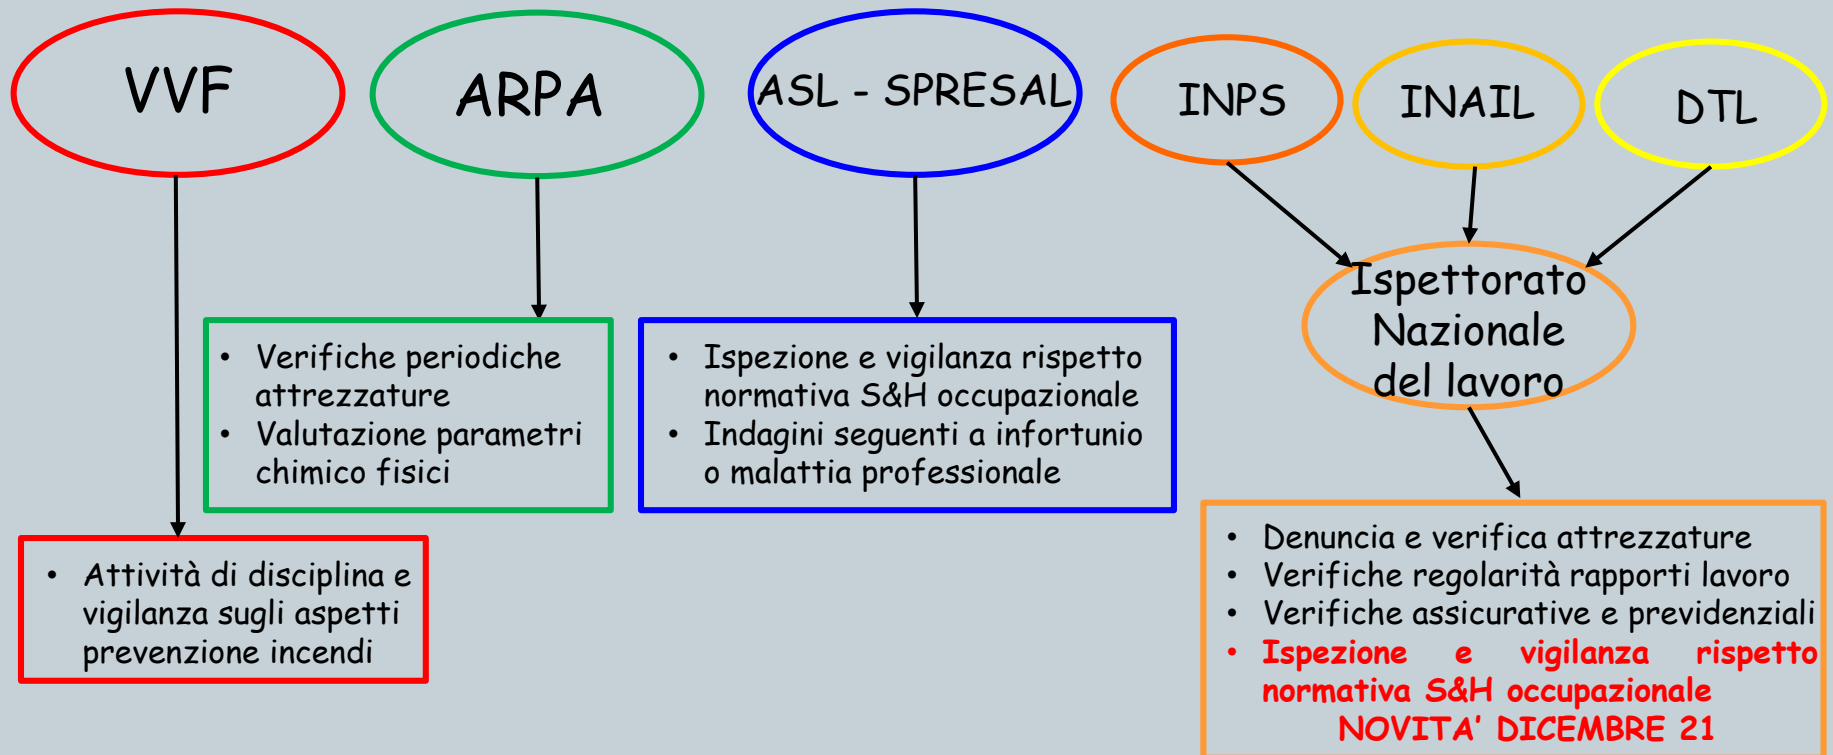 VVF
ARPA
ASL - SPRESAL
INPS
INAIL
DTL
Ispettorato
Nazionale
del lavoro
• Verifiche periodiche
attrezzature
• Valutazione parametri
chimico fisici
• Ispezione e vigilanza rispetto
normativa S&H occupazionale
• Indagini seguenti a infortunio
o malattia professionale
• Attività di disciplina e
vigilanza sugli aspetti
prevenzione incendi
• Denuncia e verifica attrezzature
• Verifiche regolarità rapporti lavoro
• Verifiche assicurative e previdenziali
• Ispezione e vigilanza rispetto
normativa S&H occupazionale
NOVITA' DICEMBRE 21